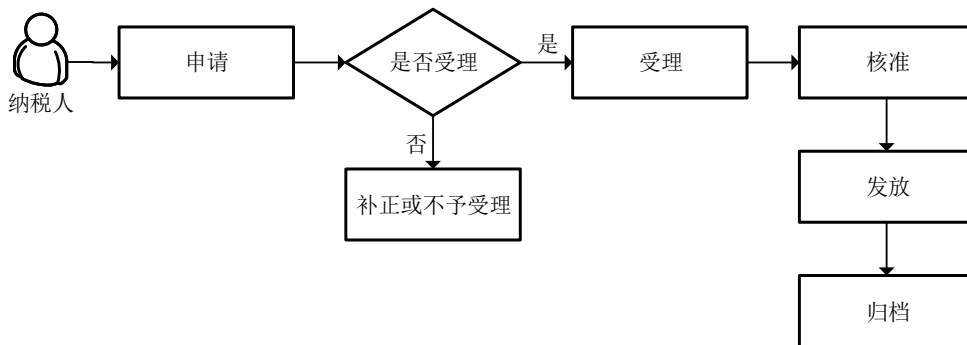 纳税人
申请
是否受理
是
受理
核准
否
补正或不予受理
发放
归档